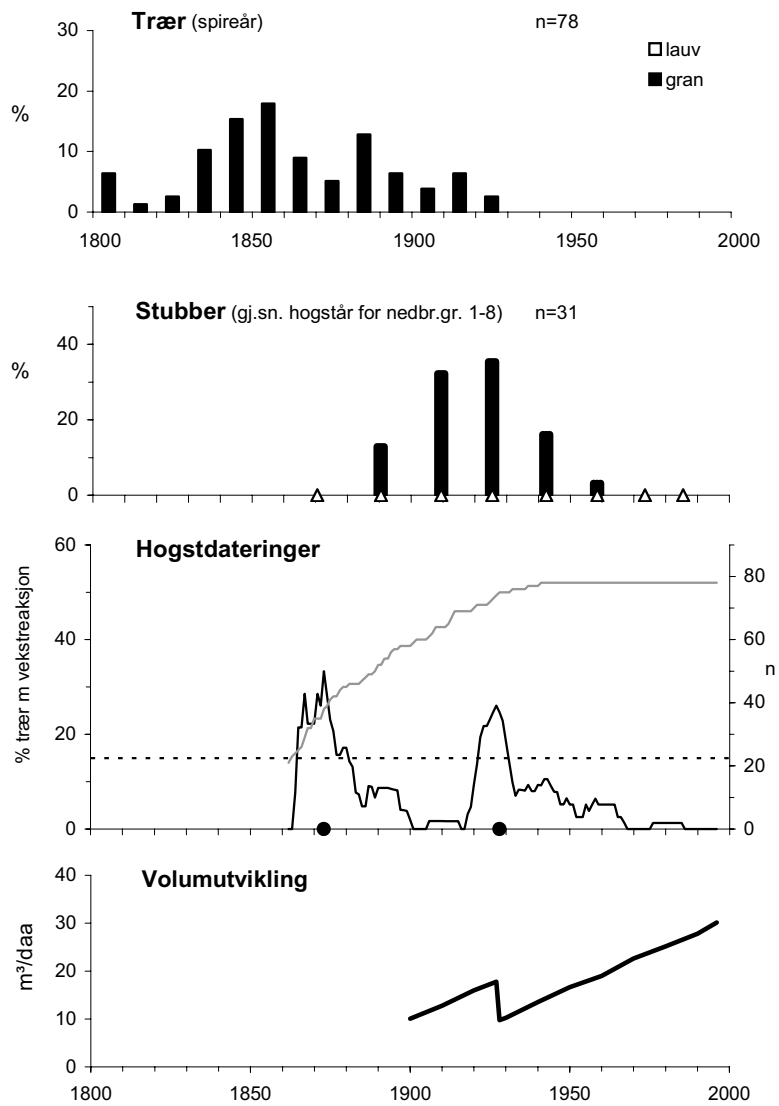 Trær (spireår) n=78
lauv
gran
%
30
20
10
0
1800 1850 1900 1950 2000
Stubber (gj.sn. hogstår for nedbr.gr. 1-8) n=31
%
40
20
0
Hogstdateringer
% trær m vekstreaksjon
60
40
20
0
80
60
40
20
0
n
Volumutvikling
m³/daa
40
30
20
10
0
1800 1850 1900 1950 2000